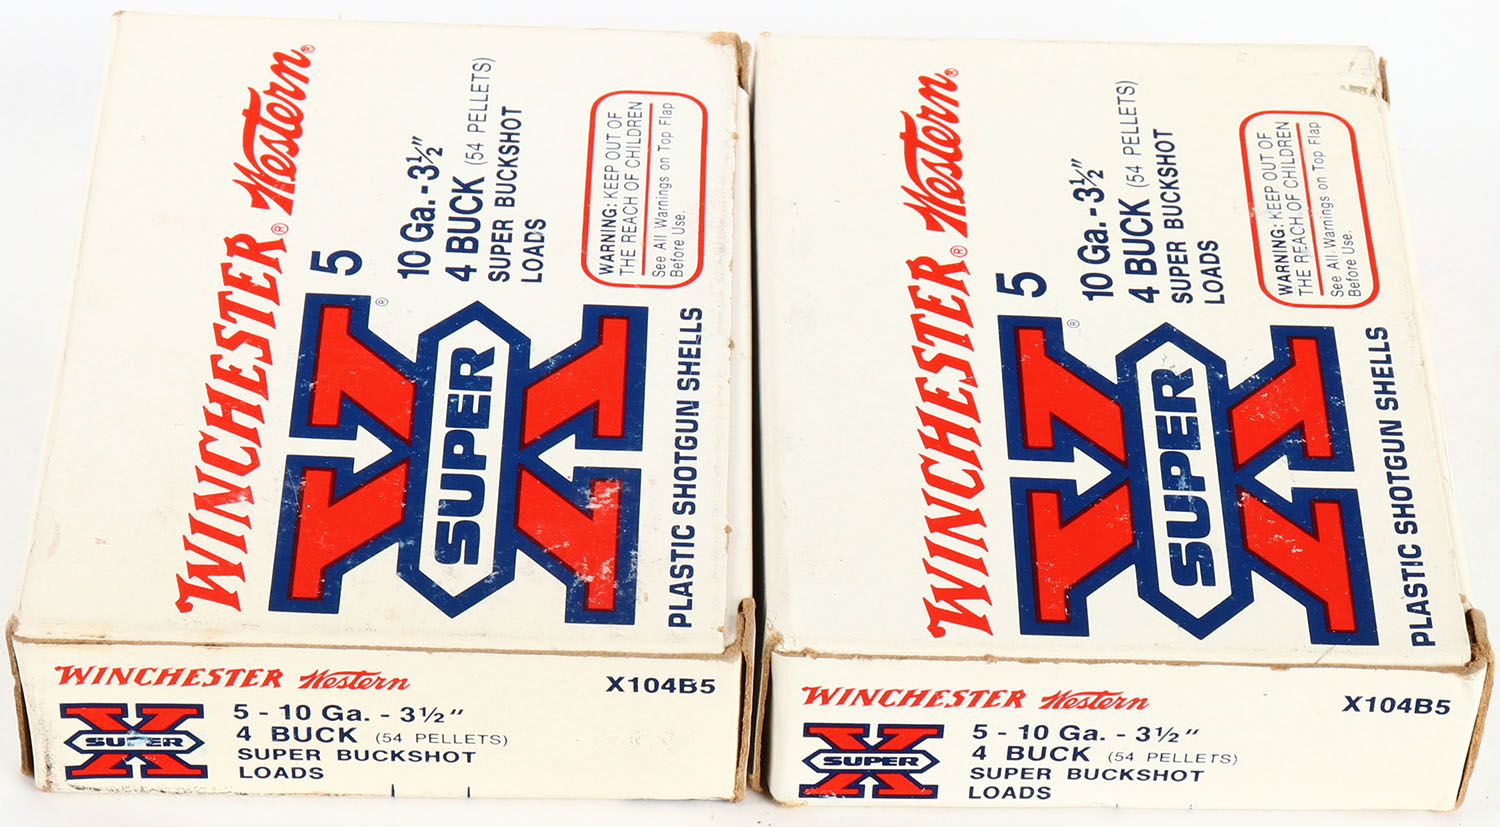 WINCHESTER® Western®
5
10 Ga. - 3½"
4 BUCK (54 PELLETS)
SUPER BUCKSHOT
LOADS
WARNING: KEEP OUT OF
THE REACH OF CHILDREN
See All Warnings on Top Flap
Before Use.
X ®
SUPER
PLASTIC SHOTGUN SHELLS
WINCHESTER Western
X104B5
X
SUPER
5 - 10 Ga. - 3½"
4 BUCK (54 PELLETS)
SUPER BUCKSHOT
LOADS
WINCHESTER® Western®
5
10 Ga. - 3½"
4 BUCK (54 PELLETS)
SUPER BUCKSHOT
LOADS
WARNING: KEEP OUT OF
THE REACH OF CHILDREN
See All Warnings on Top Flap
Before Use.
X ®
SUPER
PLASTIC SHOTGUN SHELLS
WINCHESTER Western
X104B5
X
SUPER
5 - 10 Ga. - 3½"
4 BUCK (54 PELLETS)
SUPER BUCKSHOT
LOADS